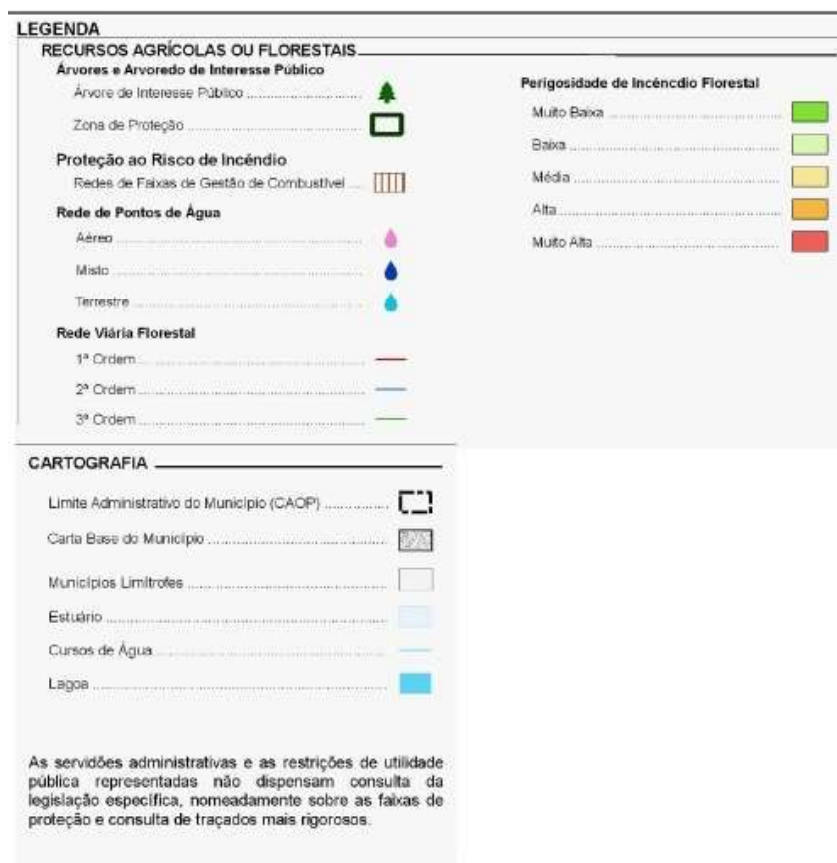 LEGENDA
RECURSOS AGRÍCOLAS OU FLORESTAIS
Árvores e Arvoredo de Interesse Público
Árvore de Interesse Público
Zona de Proteção
Proteção ao Risco de Incêndio
Redes de Faixas de Gestão de Combustível
Rede de Pontos de Água
Aéreo
Misto
Terrestre
Rede Viária Florestal
1ª Ordem
2ª Ordem
3ª Ordem
Perigosidade de Incêncdio Florestal
Muito Baixa
Baixa
Média
Alta
Muito Alta
CARTOGRAFIA
Limite Administrativo do Município (CAOP)
Carta Base do Município
Municípios Limítrofes
Estuário
Cursos de Água
Lagoa
As servidões administrativas e as restrições de utilidade
pública representadas não dispensam consulta da
legislação específica, nomeadamente sobre as faixas de
proteção e consulta de traçados mais rigorosos.